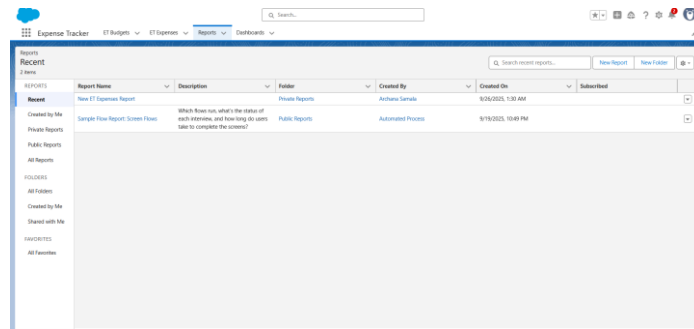 Search...
Expense Tracker
ET Budgets
ET Expenses
Reports
Dashboards
Reports
Recent
2 items
Search recent reports...
New Report
New Folder
REPORTS
Recent
Created by Me
Private Reports
Public Reports
All Reports
FOLDERS
All Folders
Created by Me
Shared with Me
FAVORITES
All Favorites
Report Name
Description
Folder
Created By
Created On
Subscribed
New ET Expenses Report
Private Reports
Archana Samala
9/26/2025, 1:30 AM
Sample Flow Report: Screen Flows
Which flows run, what's the status of
each interview, and how long do users
take to complete the screens?
Public Reports
Automated Process
9/19/2025, 10:49 PM